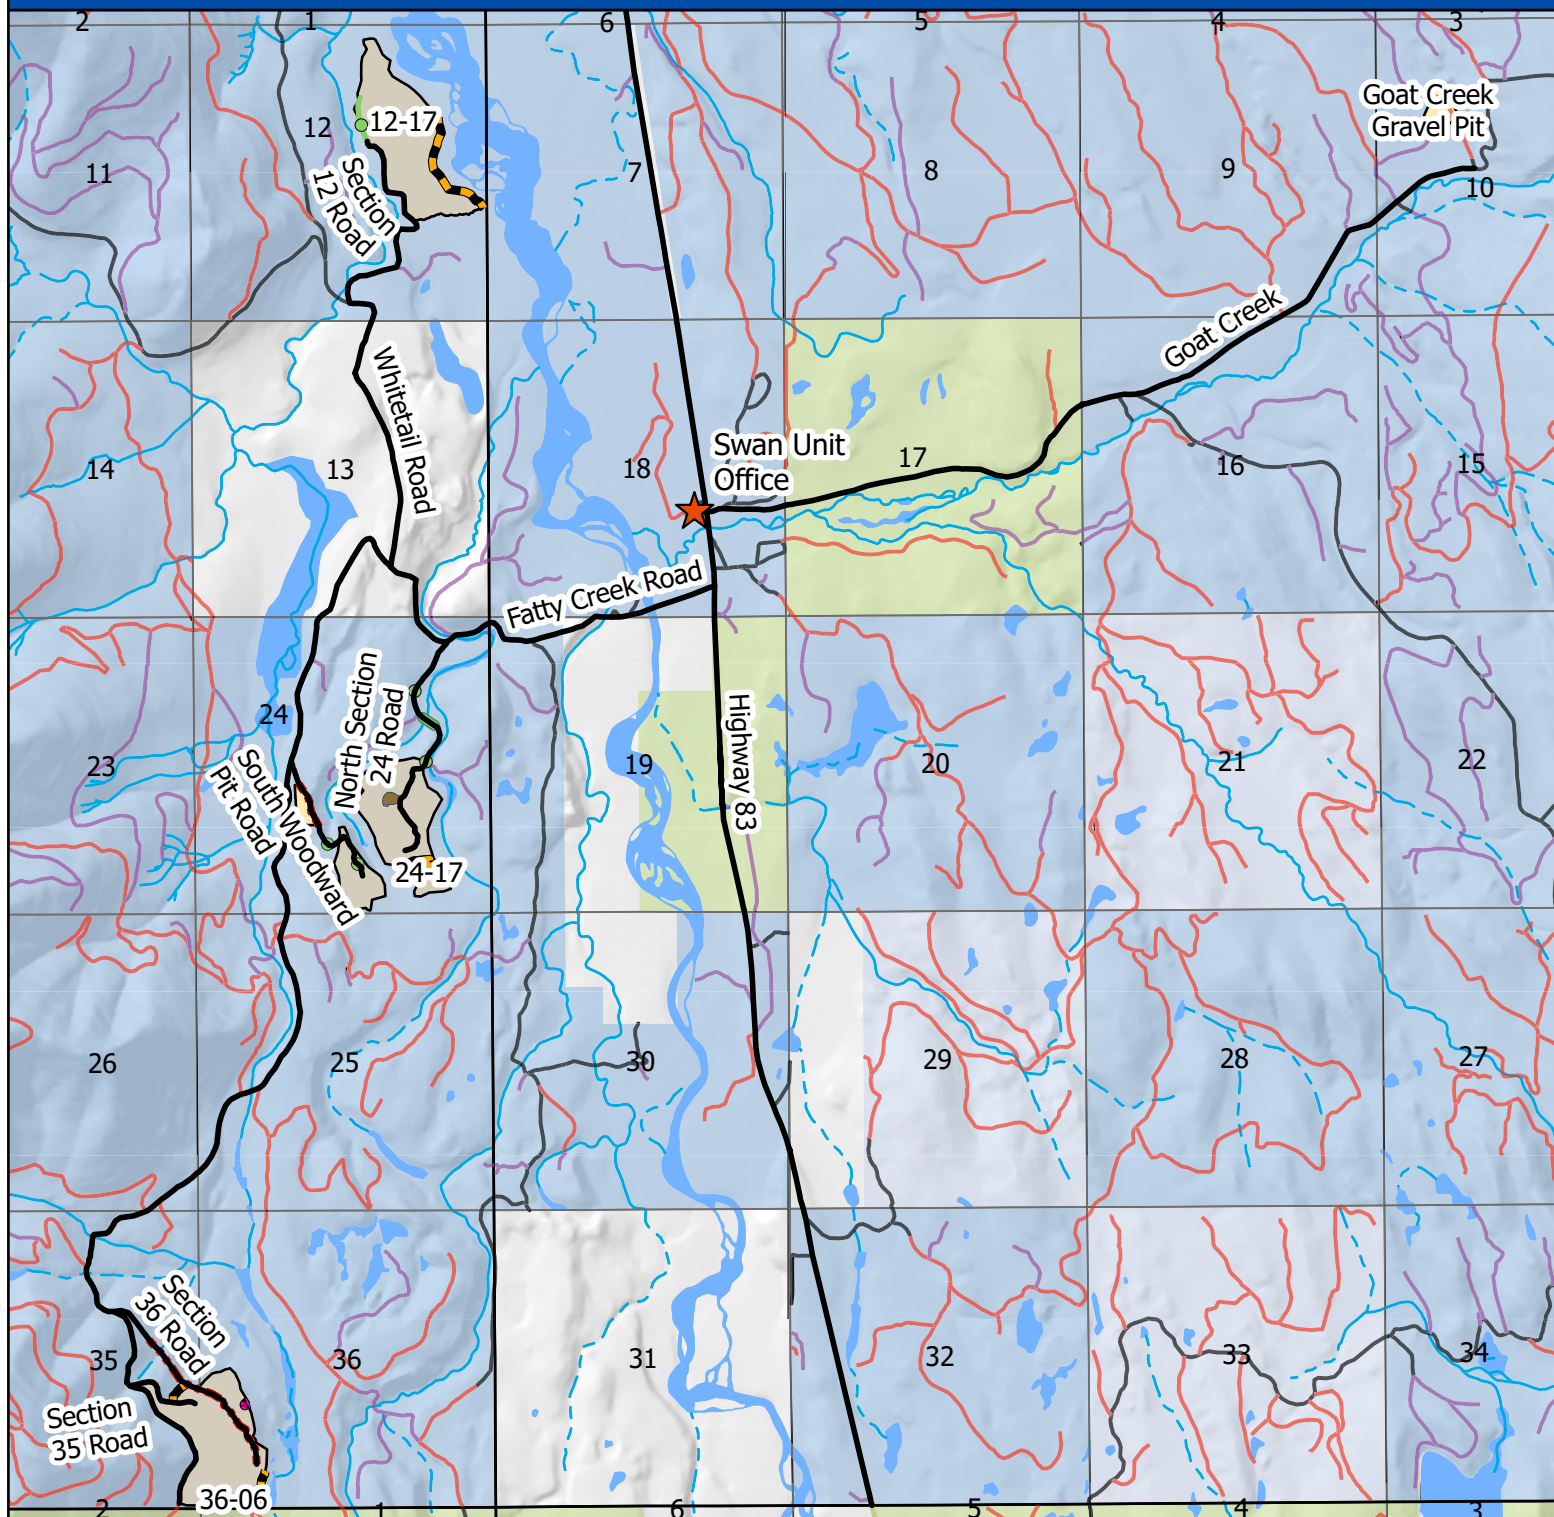 2
1
6
5
4
3
Goat Creek
Gravel Pit
12
12-17
11
7
8
9
10
Section
12 Road
Goat Creek
Whitetail Road
Swan Unit
Office
14
13
18
17
16
15
Fatty Creek Road
North Section
24 Road
Highway 83
24
23
19
20
21
22
South Woodward
Pit Road
24-17
26
25
30
29
28
27
Section
36 Road
35
36
31
32
33
34
Section
35 Road
36-06
2
1
6
5
4
3